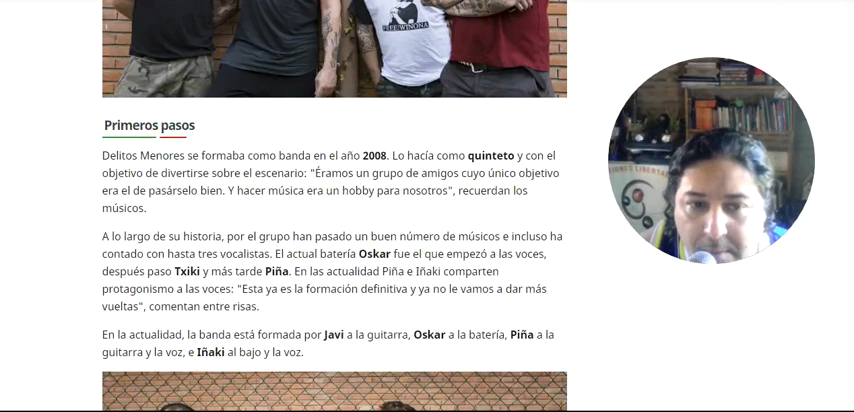 FREE WINONA
Primeros pasos
Delitos Menores se formaba como banda en el año 2008. Lo hacía como quinteto y con el
objetivo de divertirse sobre el escenario: "Éramos un grupo de amigos cuyo único objetivo
era el de pasárselo bien. Y hacer música era un hobby para nosotros", recuerdan los
músicos.
A lo largo de su historia, por el grupo han pasado un buen número de músicos e incluso ha
contado con hasta tres vocalistas. El actual batería Oskar fue el que empezó a las voces,
después paso Txiki y más tarde Piña. En las actualidad Piña e Iñaki comparten
protagonismo a las voces: "Esta ya es la formación definitiva y ya no le vamos a dar más
vueltas", comentan entre risas.
En la actualidad, la banda está formada por Javi a la guitarra, Oskar a la batería, Piña a la
guitarra y la voz, e Iñaki al bajo y la voz.